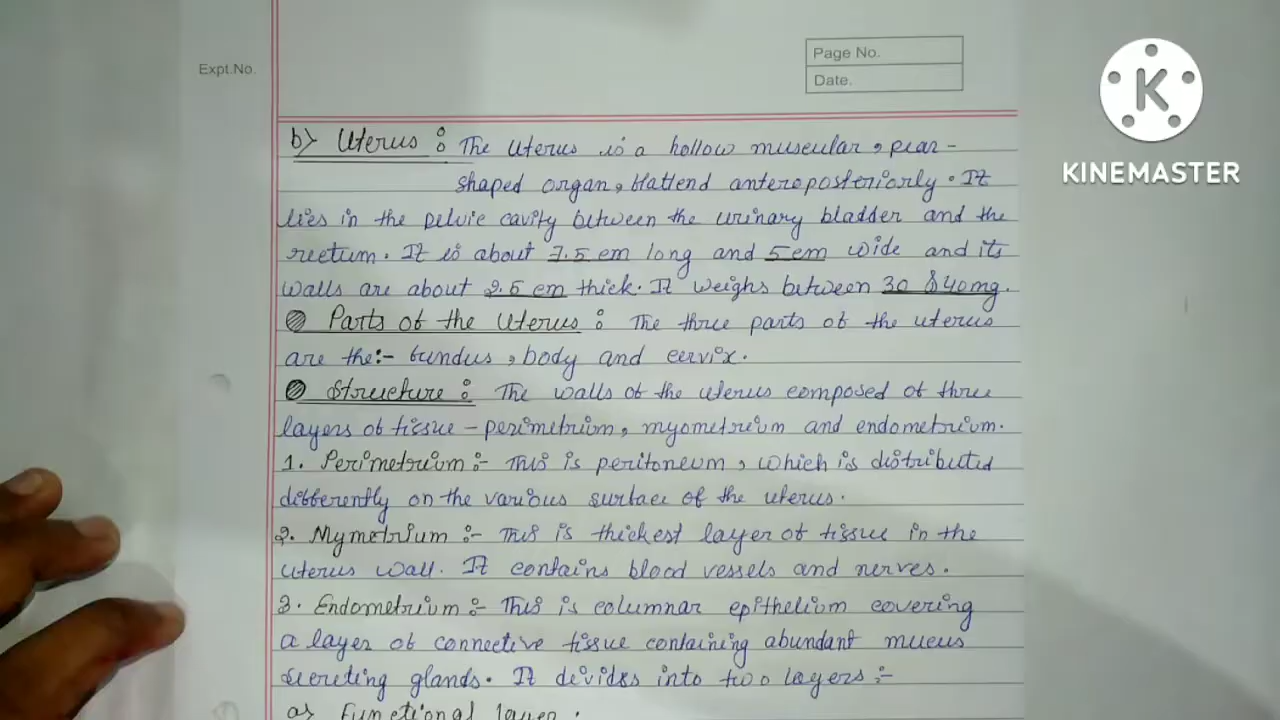 Expt.No.
Page No.
Date.
K
KINEMASTER
b) Uterus : The uterus is a hollow muscular, pear-
shaped organ, flattend anteroposteriorly. It
lies in the pelvic cavity between the urinary bladder and the
rectum. It is about 7.5 cm long and 5 cm wide and its
walls are about 2.5 cm thick. It weighs between 30 & 40mg.
Parts of the Uterus : The three parts of the uterus
are the:- fundus, body and cervix.
Structure : The walls of the uterus composed of three
layers of tissue - perimetrium, myometrium and endometrium.
1. Perimetrium :- This is peritoneum, which is distributed
differently on the various surface of the uterus.
2. Mymetrium :- This is thickest layer of tissue in the
uterus wall. It contains blood vessels and nerves.
3. Endometrium :- This is columnar epithelium covering
a layer of connective tissue containing abundant mucus
secreting glands. It divides into two layers :-
a) Functional layer :